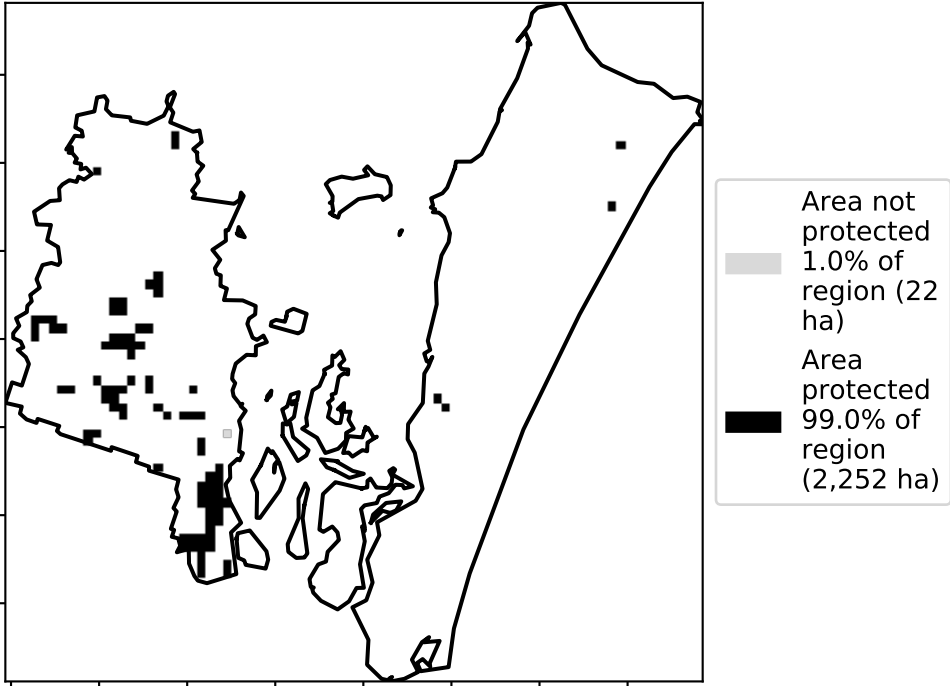 Area not
protected
1.0% of
region (22
ha)
Area
protected
99.0% of
region
(2,252 ha)